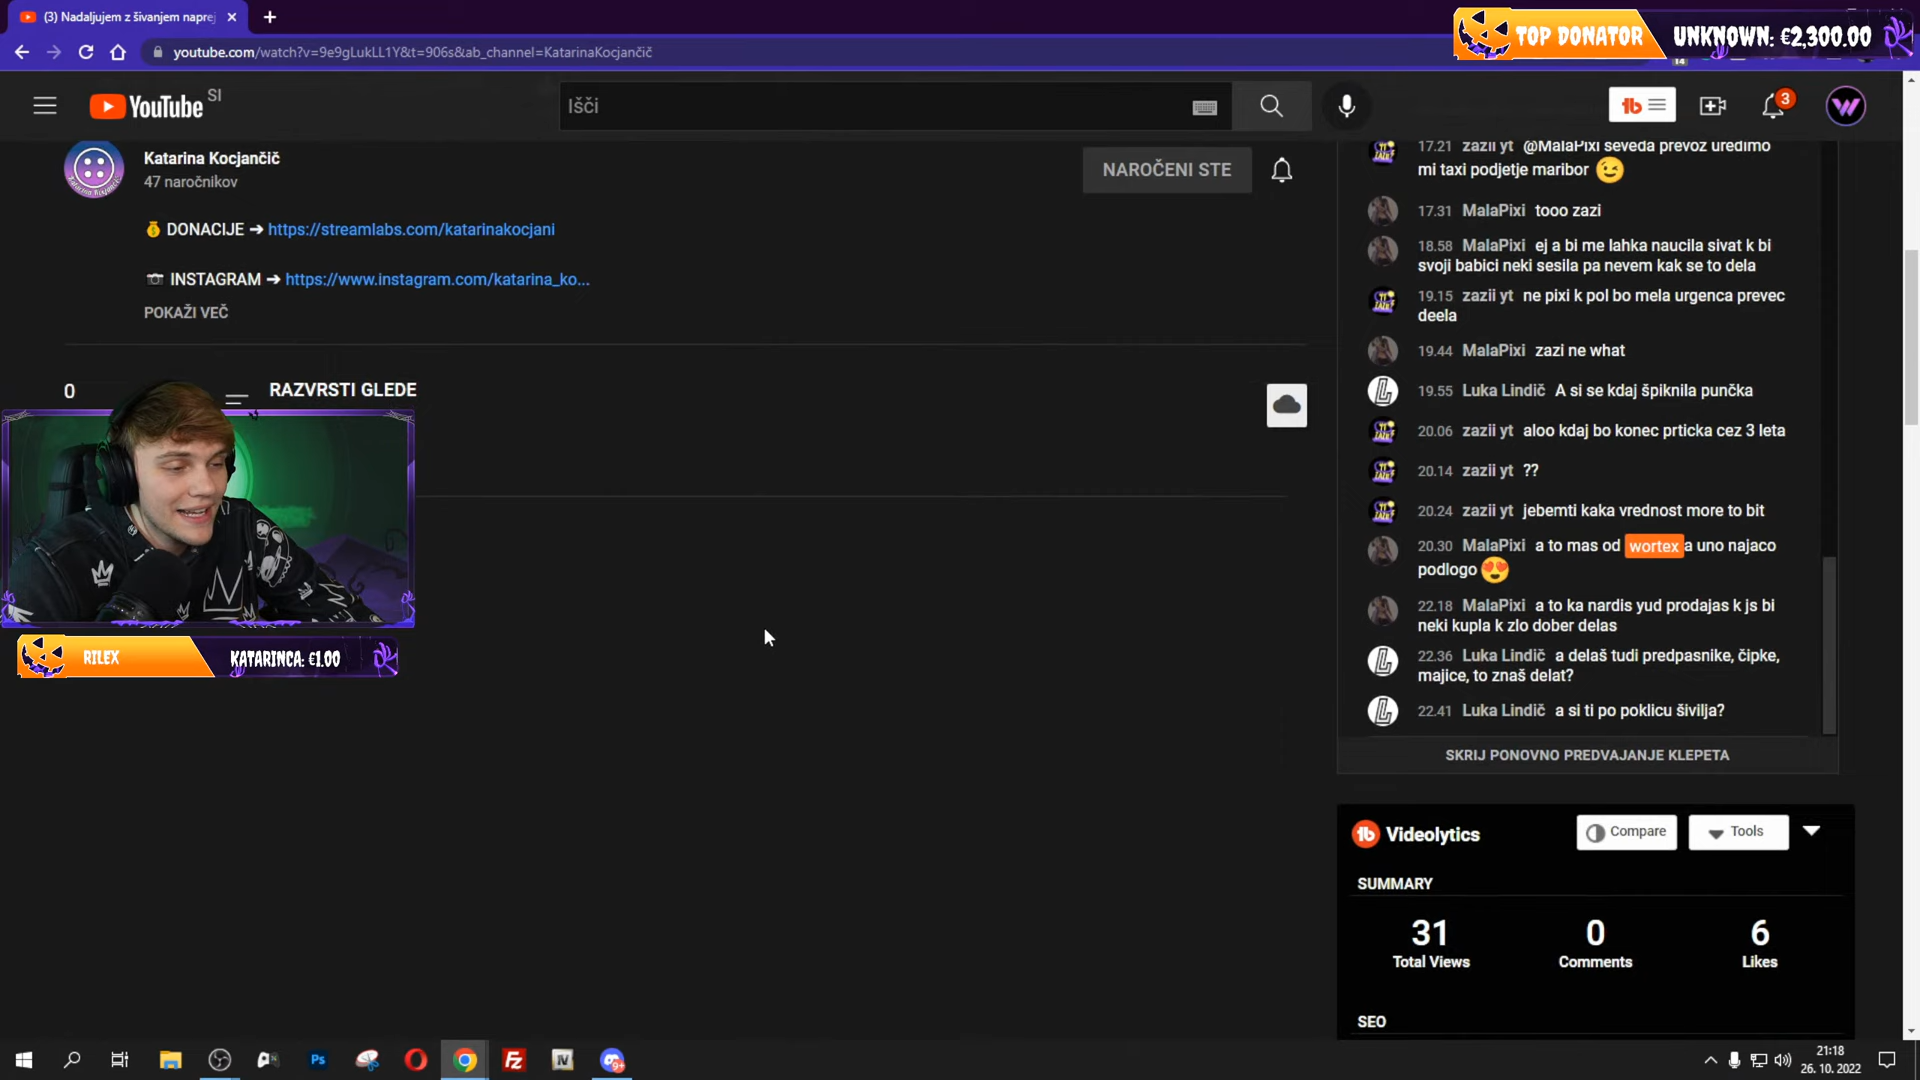 (3) Nadaljujem z šivanjem naprej
youtube.com/watch?v=9e9gLukLL1Y&t=906s&ab_channel=KatarinaKocjančič
TOP DONATOR
UNKNOWN: €2,300.00
14
YouTube SI
Išči
3
Katarina Kocjančič
47 naročnikov
NAROČENI STE
💰 DONACIJE ➔ https://streamlabs.com/katarinakocjani
📷 INSTAGRAM ➔ https://www.instagram.com/katarina_ko...
POKAŽI VEČ
0
RAZVRSTI GLEDE
RILEX
KATARINCA: €1.00
17.21 zazii yt @MalaPixi seveda prevoz uredimo
mi taxi podjetje maribor 😉
17.31 MalaPixi tooo zazi
18.58 MalaPixi ej a bi me lahka naucila sivat k bi
svoji babici neki sesila pa nevem kak se to dela
19.15 zazii yt ne pixi k pol bo mela urgenca prevec
deela
19.44 MalaPixi zazi ne what
19.55 Luka Lindič A si se kdaj špiknila punčka
20.06 zazii yt aloo kdaj bo konec prticka cez 3 leta
20.14 zazii yt ??
20.24 zazii yt jebemti kaka vrednost more to bit
20.30 MalaPixi a to mas od wortex a uno najaco
podlogo 😍
22.18 MalaPixi a to ka nardis yud prodajas k js bi
neki kupla k zlo dober delas
22.36 Luka Lindič a delaš tudi predpasnike, čipke,
majice, to znaš delat?
22.41 Luka Lindič a si ti po poklicu šivilja?
SKRIJ PONOVNO PREDVAJANJE KLEPETA
Videolytics
Compare
Tools
SUMMARY
31
Total Views
0
Comments
6
Likes
SEO
21:18
26. 10. 2022